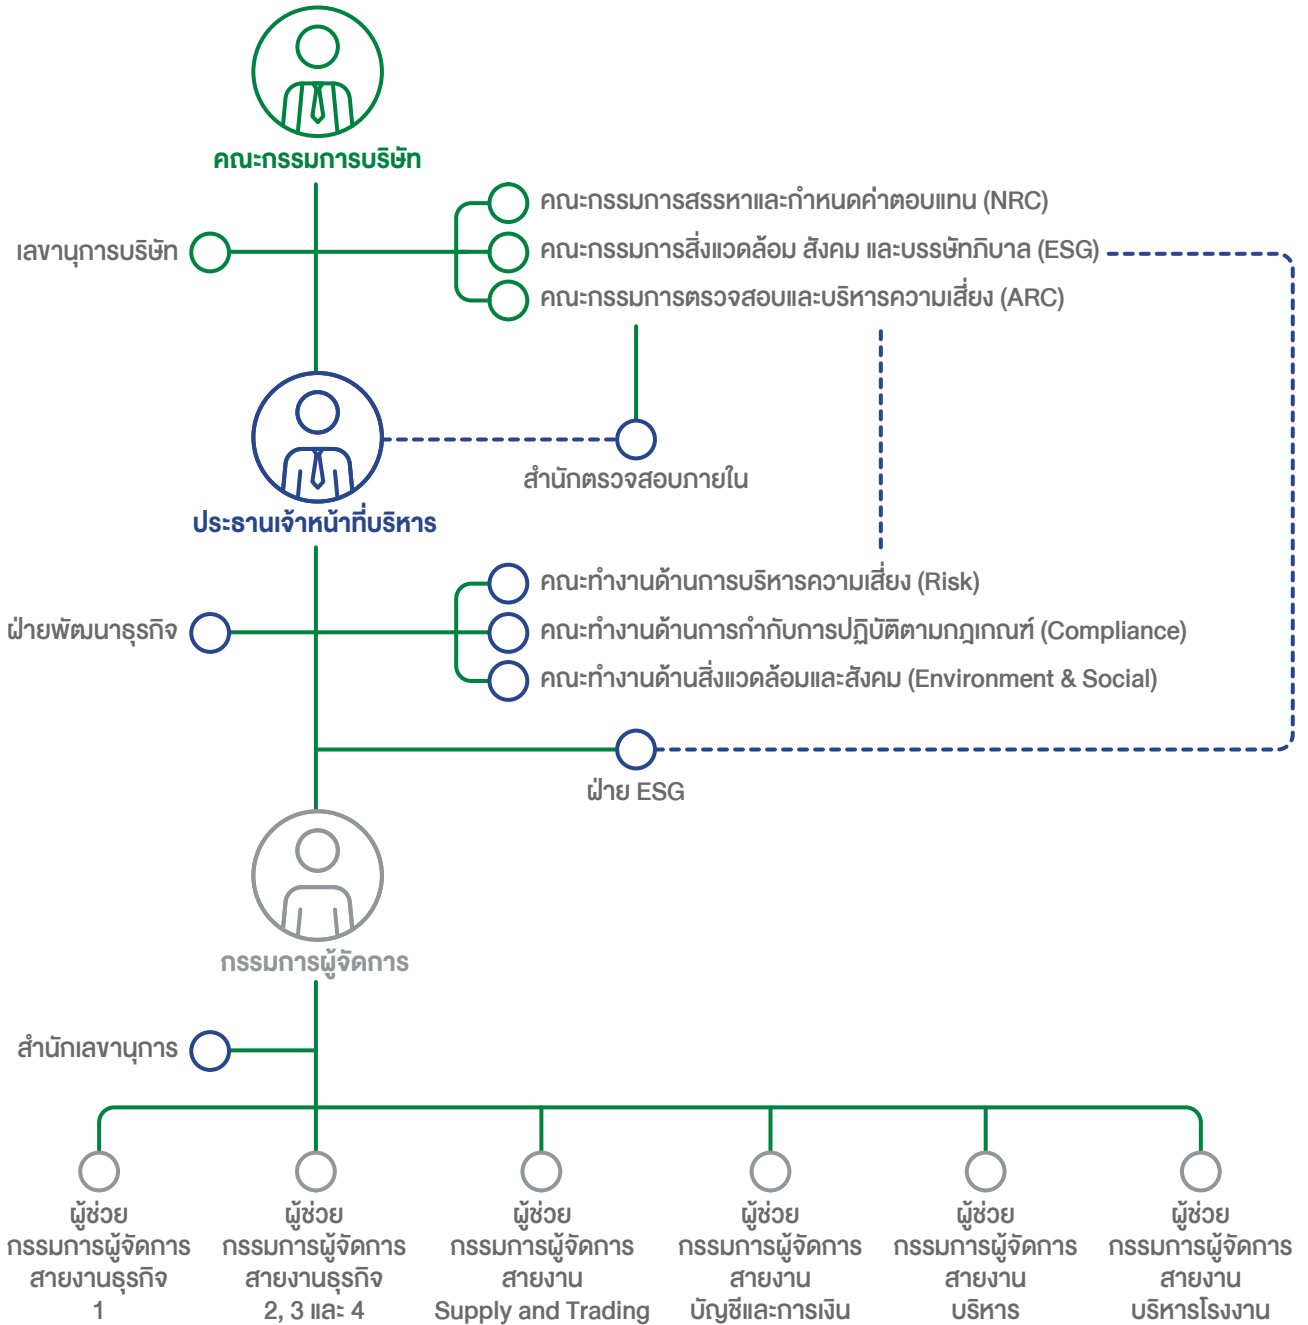 คณะกรรมการบริษัท
คณะกรรมการสรรหาและกำหนดค่าตอบแทน (NRC)
เลขานุการบริษัท
คณะกรรมการสิ่งแวดล้อม สังคม และบรรษัทภิบาล (ESG)
คณะกรรมการตรวจสอบและบริหารความเสี่ยง (ARC)
สำนักตรวจสอบภายใน
ประธานเจ้าหน้าที่บริหาร
คณะทำงานด้านการบริหารความเสี่ยง (Risk)
ฝ่ายพัฒนาธุรกิจ
คณะทำงานด้านการกำกับการปฏิบัติตามกฎเกณฑ์ (Compliance)
คณะทำงานด้านสิ่งแวดล้อมและสังคม (Environment & Social)
ฝ่าย ESG
กรรมการผู้จัดการ
สำนักเลขานุการ
ผู้ช่วย
กรรมการผู้จัดการ
สายงานธุรกิจ
1
ผู้ช่วย
กรรมการผู้จัดการ
สายงานธุรกิจ
2, 3 และ 4
ผู้ช่วย
กรรมการผู้จัดการ
สายงาน
Supply and Trading
ผู้ช่วย
กรรมการผู้จัดการ
สายงาน
บัญชีและการเงิน
ผู้ช่วย
กรรมการผู้จัดการ
สายงาน
บริหาร
ผู้ช่วย
กรรมการผู้จัดการ
สายงาน
บริหารโรงงาน